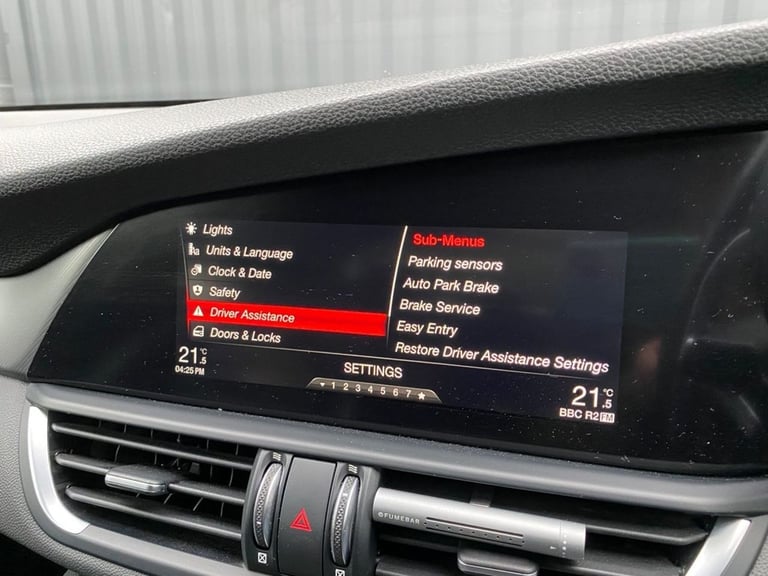 Lights
Units & Language
Clock & Date
Safety
Driver Assistance
Doors & Locks
Sub-Menus
Parking sensors
Auto Park Brake
Brake Service
Easy Entry
Restore Driver Assistance Settings
21.5 °C
04:25 PM
SETTINGS
1 2 3 4 5 6 7
21.5 °C
BBC R2 FM
FUMEBAR